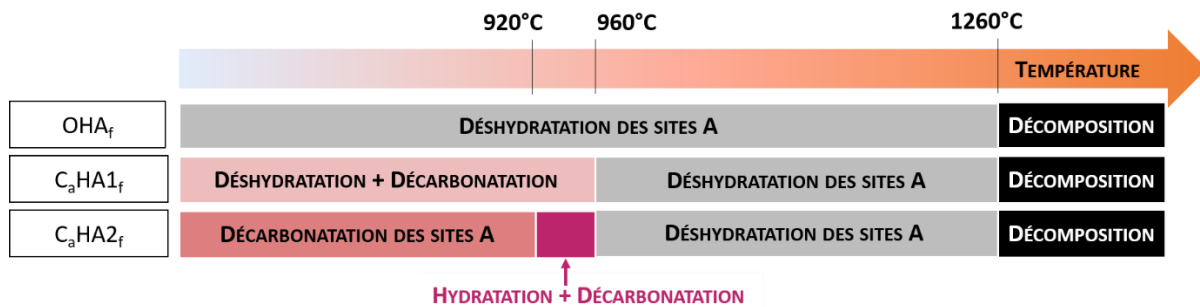 920°C 960°C 1260°C
TEMPÉRATURE
OHAf DÉSHYDRATATION DES SITES A DÉCOMPOSITION
CaHA1f DÉSHYDRATATION + DÉCARBONATATION DÉSHYDRATATION DES SITES A DÉCOMPOSITION
CaHA2f DÉCARBONATATION DES SITES A DÉSHYDRATATION DES SITES A DÉCOMPOSITION
HYDRATATION + DÉCARBONATATION